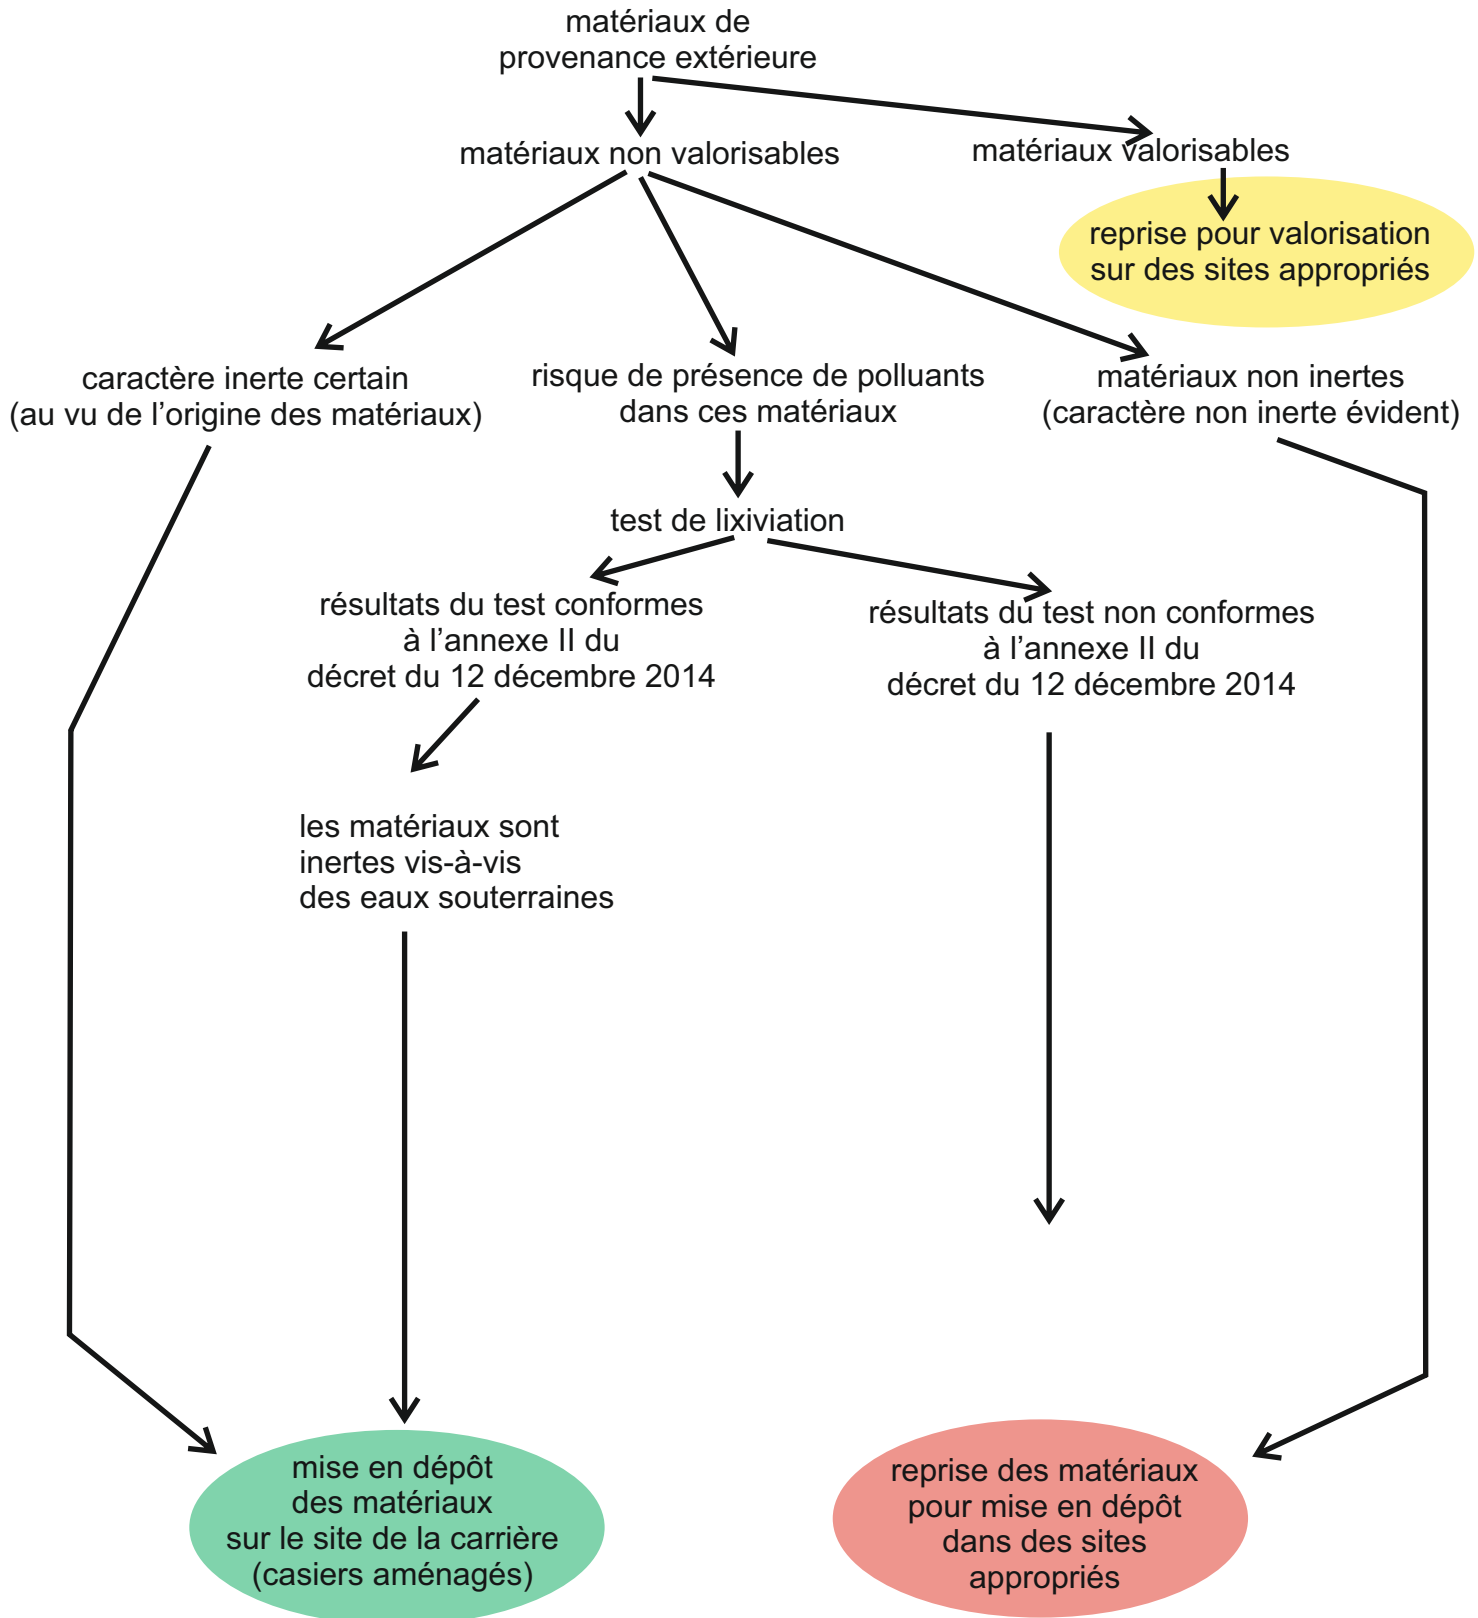 matériaux de
provenance extérieure
matériaux non valorisables
matériaux valorisables
reprise pour valorisation
sur des sites appropriés
caractère inerte certain
(au vu de l’origine des matériaux)
risque de présence de polluants
dans ces matériaux
matériaux non inertes
(caractère non inerte évident)
test de lixiviation
résultats du test conformes
à l’annexe II du
décret du 12 décembre 2014
résultats du test non conformes
à l’annexe II du
décret du 12 décembre 2014
les matériaux sont
inertes vis-à-vis
des eaux souterraines
mise en dépôt
des matériaux
sur le site de la carrière
(casiers aménagés)
reprise des matériaux
pour mise en dépôt
dans des sites
appropriés